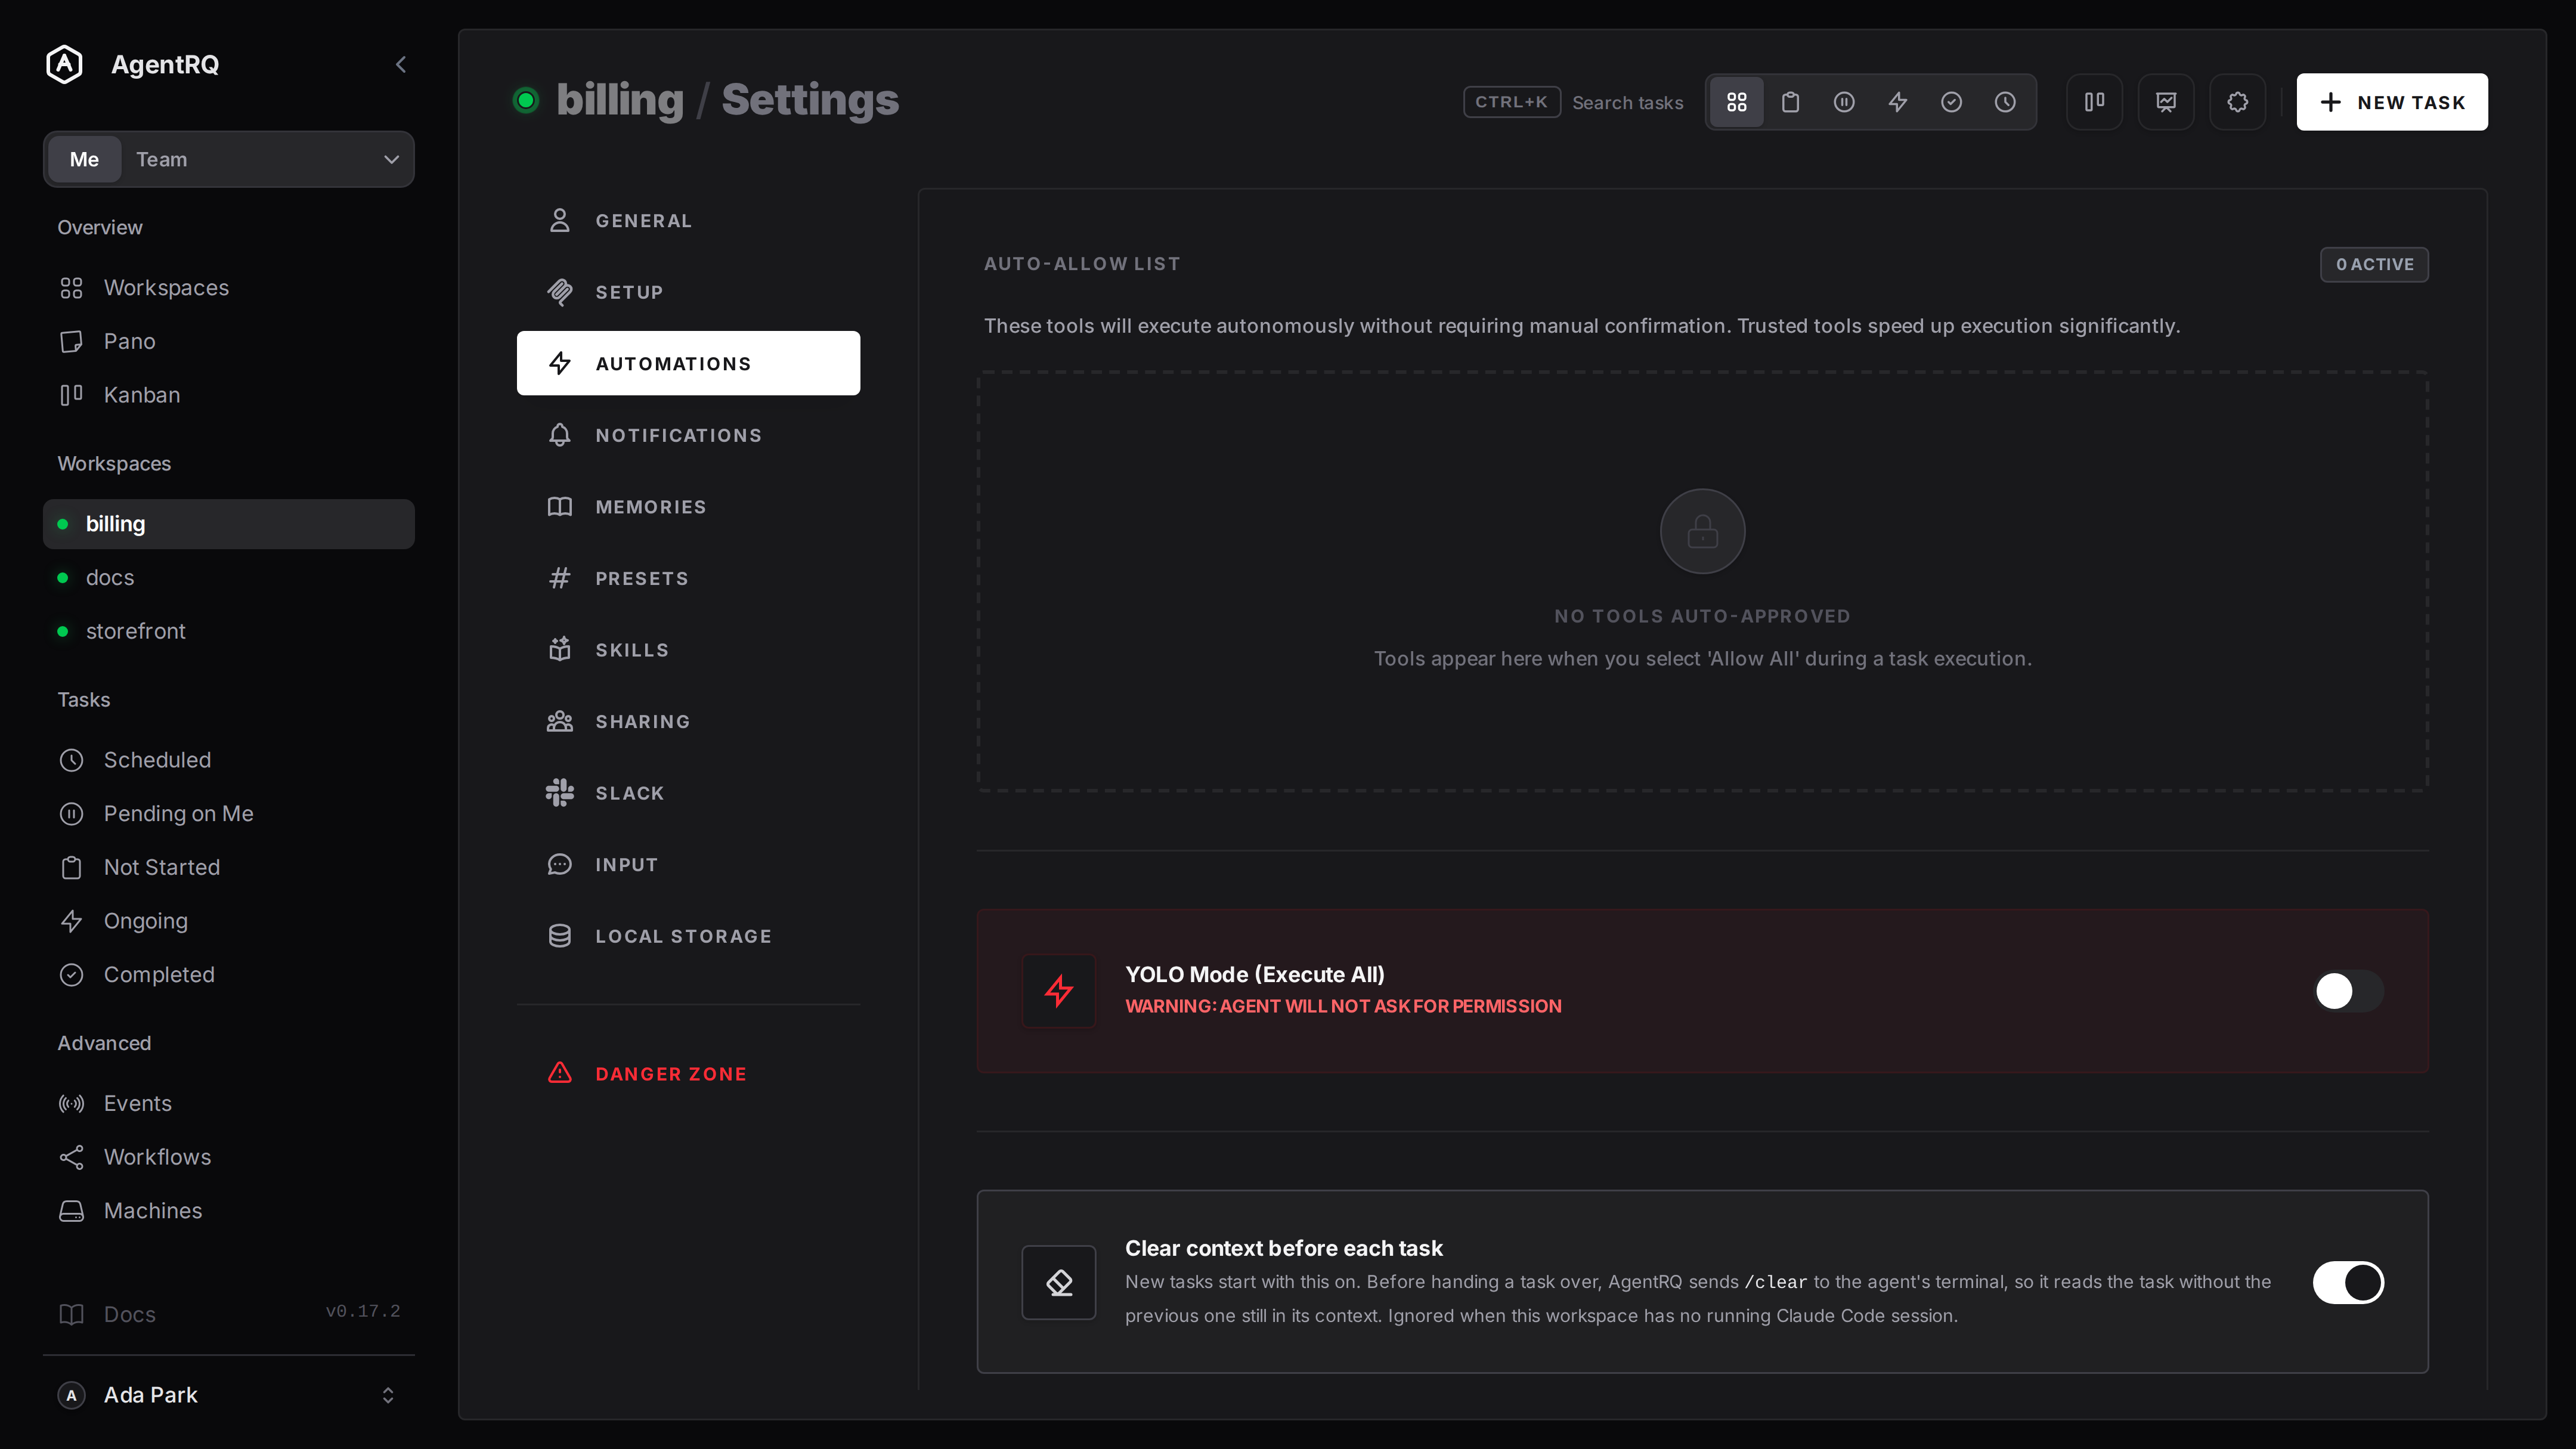 AgentRQ
Me
Team
Overview
Workspaces
Pano
Kanban
Workspaces
billing
docs
storefront
Tasks
Scheduled
Pending on Me
Not Started
Ongoing
Completed
Advanced
Events
Workflows
Machines
Docs
v0.17.2
A
Ada Park
billing / Settings
CTRL+K
Search tasks
NEW TASK
GENERAL
SETUP
AUTOMATIONS
NOTIFICATIONS
MEMORIES
PRESETS
SKILLS
SHARING
SLACK
INPUT
LOCAL STORAGE
DANGER ZONE
AUTO-ALLOW LIST
0 ACTIVE
These tools will execute autonomously without requiring manual confirmation. Trusted tools speed up execution significantly.
NO TOOLS AUTO-APPROVED
Tools appear here when you select 'Allow All' during a task execution.
YOLO Mode (Execute All)
WARNING: AGENT WILL NOT ASK FOR PERMISSION
Clear context before each task
New tasks start with this on. Before handing a task over, AgentRQ sends /clear to the agent's terminal, so it reads the task without the
previous one still in its context. Ignored when this workspace has no running Claude Code session.